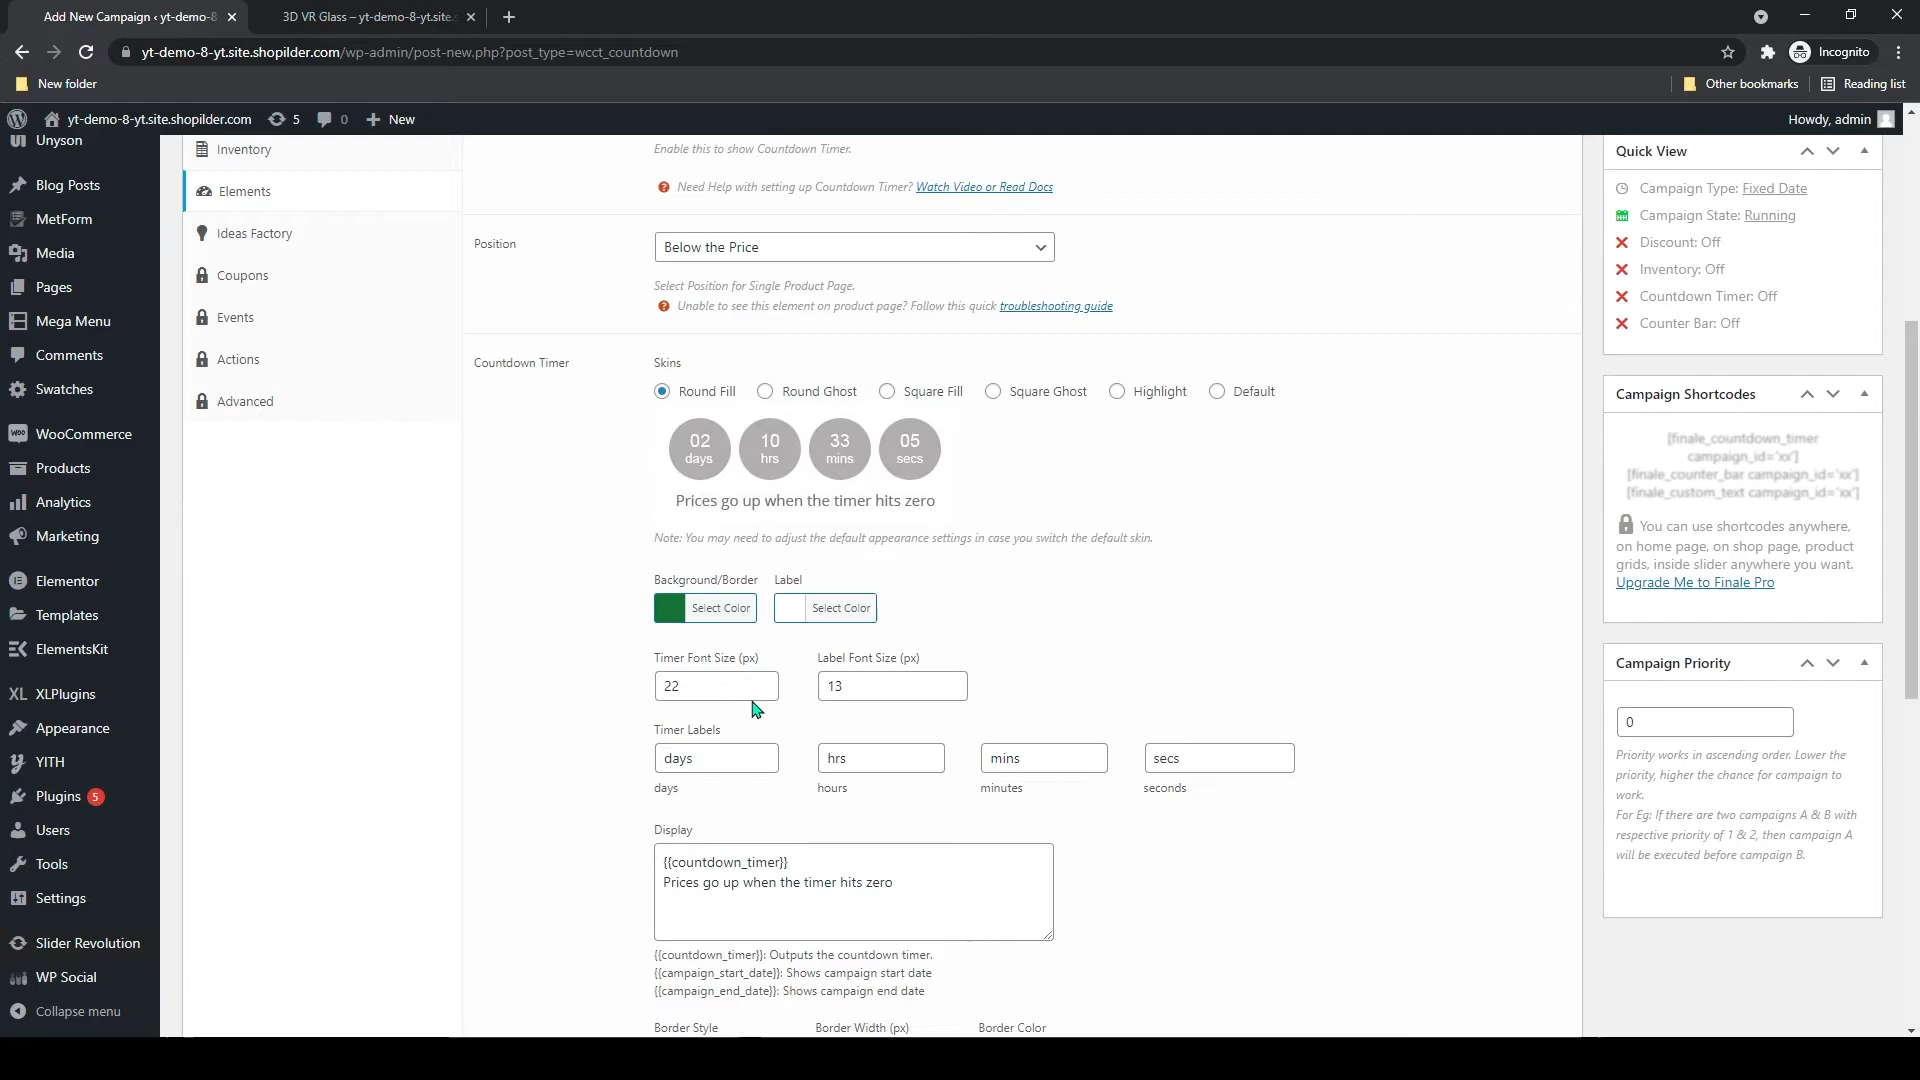 Add New Campaign ‹ yt-demo-8
3D VR Glass – yt-demo-8-yt.site.
yt-demo-8-yt.site.shopilder.com/wp-admin/post-new.php?post_type=wcct_countdown
Incognito
New folder
Other bookmarks
Reading list
yt-demo-8-yt.site.shopilder.com
5
0
New
Howdy, admin
Unyson
Blog Posts
MetForm
Media
Pages
Mega Menu
Comments
Swatches
WooCommerce
Products
Analytics
Marketing
Elementor
Templates
ElementsKit
XL XLPlugins
Appearance
YITH
Plugins 5
Users
Tools
Settings
Slider Revolution
WP Social
Collapse menu
Inventory
Elements
Ideas Factory
Coupons
Events
Actions
Advanced
Enable this to show Countdown Timer.
Need Help with setting up Countdown Timer? Watch Video or Read Docs
Position
Below the Price
Select Position for Single Product Page.
Unable to see this element on product page? Follow this quick troubleshooting guide
Countdown Timer
Skins
Round Fill
Round Ghost
Square Fill
Square Ghost
Highlight
Default
02 10 33 05
days hrs mins secs
Prices go up when the timer hits zero
Note: You may need to adjust the default appearance settings in case you switch the default skin.
Background/Border Label
Select Color Select Color
Timer Font Size (px) Label Font Size (px)
22 13
Timer Labels
days hrs mins secs
days hours minutes seconds
Display
{{countdown_timer}}
Prices go up when the timer hits zero
{{countdown_timer}}: Outputs the countdown timer.
{{campaign_start_date}}: Shows campaign start date
{{campaign_end_date}}: Shows campaign end date
Border Style Border Width (px) Border Color
Quick View
Campaign Type: Fixed Date
Campaign State: Running
Discount: Off
Inventory: Off
Countdown Timer: Off
Counter Bar: Off
Campaign Shortcodes
[finale_countdown_timer
campaign_id='xx']
[finale_counter_bar campaign_id='xx']
[finale_custom_text campaign_id='xx']
You can use shortcodes anywhere,
on home page, on shop page, product
grids, inside slider anywhere you want.
Upgrade Me to Finale Pro
Campaign Priority
0
Priority works in ascending order. Lower the
priority, higher the chance for campaign to
work.
For Eg: If there are two campaigns A & B with
respective priority of 1 & 2, then campaign A
will be executed before campaign B.